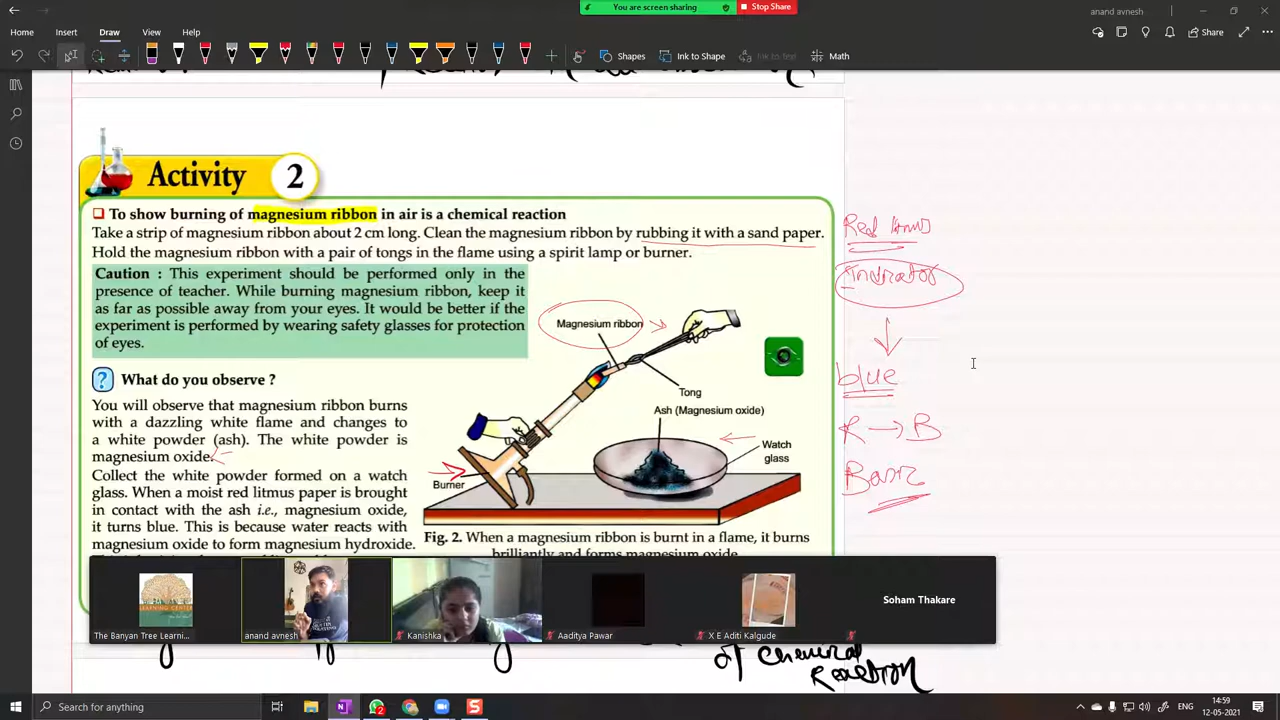 You are screen sharing
Stop Share
anand avnesh
Home
Insert
Draw
View
Help
Share
Shapes
Ink to Shape
Ink to text
Math
Activity 2
To show burning of magnesium ribbon in air is a chemical reaction
Take a strip of magnesium ribbon about 2 cm long. Clean the magnesium ribbon by rubbing it with a sand paper.
Hold the magnesium ribbon with a pair of tongs in the flame using a spirit lamp or burner.
Caution : This experiment should be performed only in the
presence of teacher. While burning magnesium ribbon, keep it
as far as possible away from your eyes. It would be better if the
experiment is performed by wearing safety glasses for protection
of eyes.
? What do you observe ?
You will observe that magnesium ribbon burns
with a dazzling white flame and changes to
a white powder (ash). The white powder is
magnesium oxide.
Collect the white powder formed on a watch
glass. When a moist red litmus paper is brought
in contact with the ash i.e., magnesium oxide,
it turns blue. This is because water reacts with
magnesium oxide to form magnesium hydroxide.
Magnesium ribbon
Tong
Ash (Magnesium oxide)
Watch
glass
Burner
Fig. 2. When a magnesium ribbon is burnt in a flame, it burns
brilliantly and forms magnesium oxide
Red
indicator
blue
R → B
Basic
The Banyan Tree Learni...
anand avnesh
Kanishka
Aaditya Pawar
X E Aditi Kalgude
Soham Thakare
of chemical
Reaction
Search for anything
ENG
14:59
12-05-2021